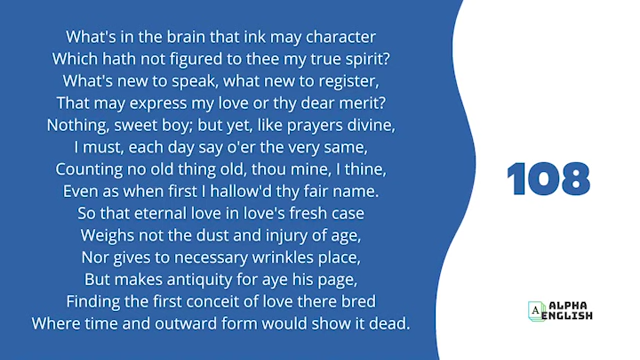 What's in the brain that ink may character
Which hath not figured to thee my true spirit?
What's new to speak, what new to register,
That may express my love or thy dear merit?
Nothing, sweet boy; but yet, like prayers divine,
I must, each day say o'er the very same,
Counting no old thing old, thou mine, I thine,
Even as when first I hallow'd thy fair name.
So that eternal love in love's fresh case
Weighs not the dust and injury of age,
Nor gives to necessary wrinkles place,
But makes antiquity for aye his page,
Finding the first conceit of love there bred
Where time and outward form would show it dead.
108
A
ALPHA
ENGLISH